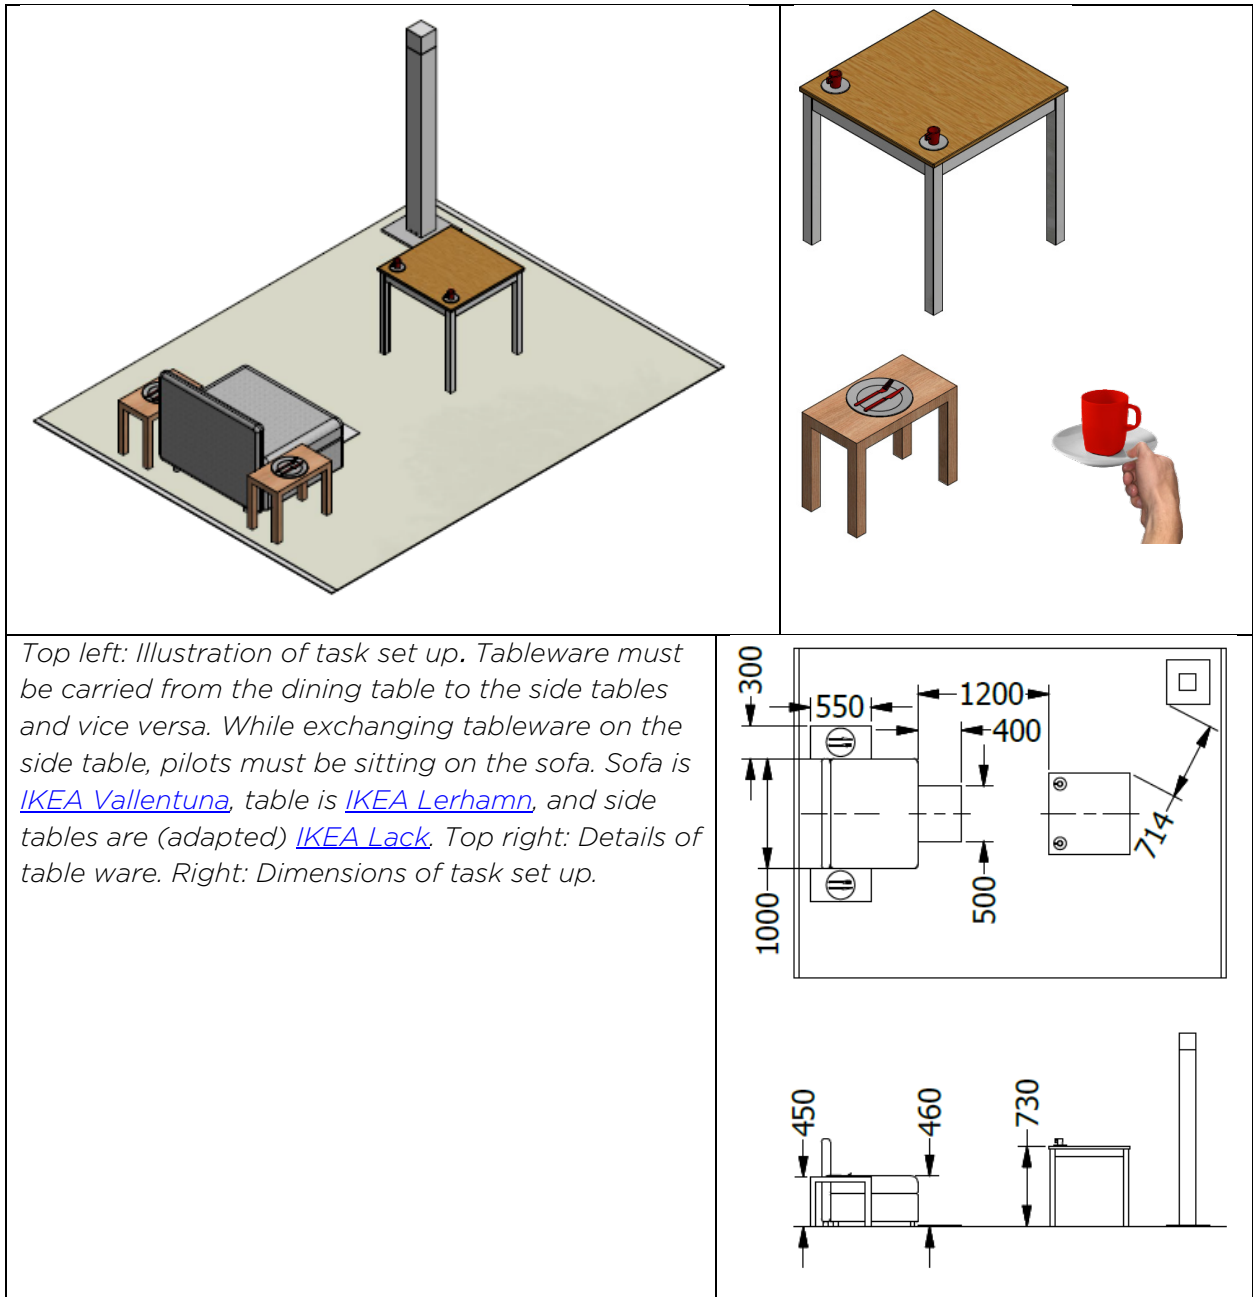 Top left: Illustration of task set up. Tableware must
be carried from the dining table to the side tables
and vice versa. While exchanging tableware on the
side table, pilots must be sitting on the sofa. Sofa is
IKEA Vallentuna, table is IKEA Lerhamn, and side
tables are (adapted) IKEA Lack. Top right: Details of
table ware. Right: Dimensions of task set up.
300
550
1200
400
714
1000
500
450
460
730